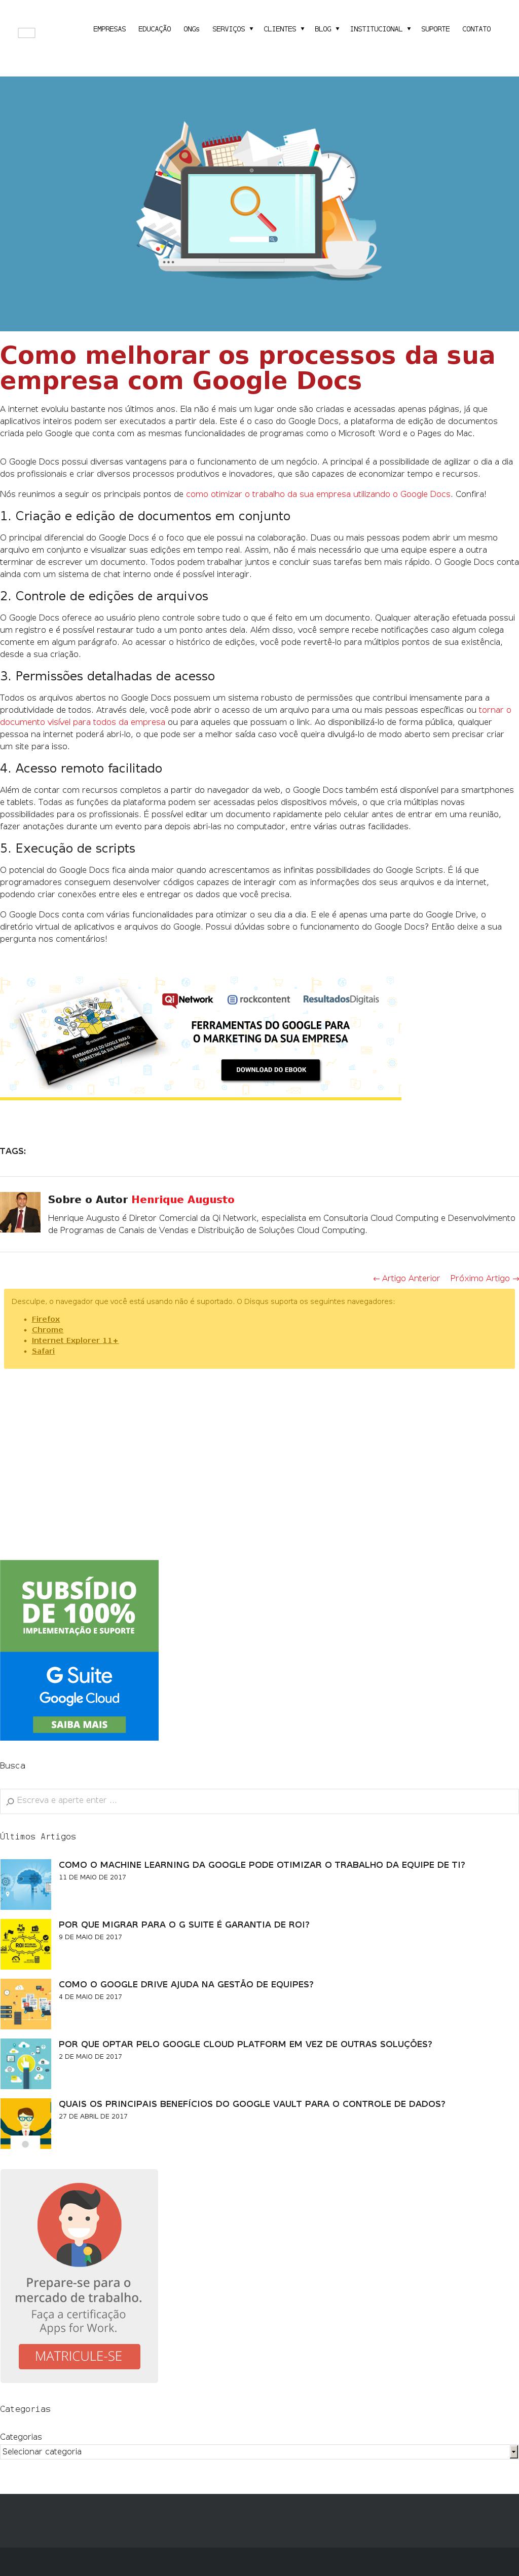 EMPRESAS EDUCAÇÃO ONGs SERVIÇOS ▼ CLIENTES ▼ BLOG ▼ INSTITUCIONAL ▼ SUPORTE CONTATO
Como melhorar os processos da sua
empresa com Google Docs
A internet evoluiu bastante nos últimos anos. Ela não é mais um lugar onde são criadas e acessadas apenas páginas, já que
aplicativos inteiros podem ser executados a partir dela. Este é o caso do Google Docs, a plataforma de edição de documentos
criada pelo Google que conta com as mesmas funcionalidades de programas como o Microsoft Word e o Pages do Mac.
O Google Docs possui diversas vantagens para o funcionamento de um negócio. A principal é a possibilidade de agilizar o dia a dia
dos profissionais e criar diversos processos produtivos e inovadores, que são capazes de economizar tempo e recursos.
Nós reunimos a seguir os principais pontos de como otimizar o trabalho da sua empresa utilizando o Google Docs. Confira!
1. Criação e edição de documentos em conjunto
O principal diferencial do Google Docs é o foco que ele possui na colaboração. Duas ou mais pessoas podem abrir um mesmo
arquivo em conjunto e visualizar suas edições em tempo real. Assim, não é mais necessário que uma equipe espere a outra
terminar de escrever um documento. Todos podem trabalhar juntos e concluir suas tarefas bem mais rápido. O Google Docs conta
ainda com um sistema de chat interno onde é possível interagir.
2. Controle de edições de arquivos
O Google Docs oferece ao usuário pleno controle sobre tudo o que é feito em um documento. Qualquer alteração efetuada possui
um registro e é possível restaurar tudo a um ponto antes dela. Além disso, você sempre recebe notificações caso algum colega
comente em algum parágrafo. Ao acessar o histórico de edições, você pode revertê-lo para múltiplos pontos de sua existência,
desde a sua criação.
3. Permissões detalhadas de acesso
Todos os arquivos abertos no Google Docs possuem um sistema robusto de permissões que contribui imensamente para a
produtividade de todos. Através dele, você pode abrir o acesso de um arquivo para uma ou mais pessoas específicas ou tornar o
documento visível para todos da empresa ou para aqueles que possuam o link. Ao disponibilizá-lo de forma pública, qualquer
pessoa na internet poderá abri-lo, o que pode ser a melhor saída caso você queira divulgá-lo de modo aberto sem precisar criar
um site para isso.
4. Acesso remoto facilitado
Além de contar com recursos completos a partir do navegador da web, o Google Docs também está disponível para smartphones
e tablets. Todas as funções da plataforma podem ser acessadas pelos dispositivos móveis, o que cria múltiplas novas
possibilidades para os profissionais. É possível editar um documento rapidamente pelo celular antes de entrar em uma reunião,
fazer anotações durante um evento para depois abri-las no computador, entre várias outras facilidades.
5. Execução de scripts
O potencial do Google Docs fica ainda maior quando acrescentamos as infinitas possibilidades do Google Scripts. É lá que
programadores conseguem desenvolver códigos capazes de interagir com as informações dos seus arquivos e da internet,
podendo criar conexões entre eles e entregar os dados que você precisa.
O Google Docs conta com várias funcionalidades para otimizar o seu dia a dia. E ele é apenas uma parte do Google Drive, o
diretório virtual de aplicativos e arquivos do Google. Possui dúvidas sobre o funcionamento do Google Docs? Então deixe a sua
pergunta nos comentários!
Qi Network rockcontent ResultadosDigitais
FERRAMENTAS DO GOOGLE PARA
O MARKETING DA SUA EMPRESA
DOWNLOAD DO EBOOK
FERRAMENTAS DO GOOGLE PARA
O MARKETING DA SUA EMPRESA
TAGS:
Sobre o Autor Henrique Augusto
Henrique Augusto é Diretor Comercial da Qi Network, especialista em Consultoria Cloud Computing e Desenvolvimento
de Programas de Canais de Vendas e Distribuição de Soluções Cloud Computing.
← Artigo Anterior Próximo Artigo →
Desculpe, o navegador que você está usando não é suportado. O Disqus suporta os seguintes navegadores:
Firefox
Chrome
Internet Explorer 11+
Safari
SUBSÍDIO
DE 100%
IMPLEMENTAÇÃO E SUPORTE
G Suite
Google Cloud
SAIBA MAIS
Busca
Escreva e aperte enter ...
Últimos Artigos
COMO O MACHINE LEARNING DA GOOGLE PODE OTIMIZAR O TRABALHO DA EQUIPE DE TI?
11 DE MAIO DE 2017
POR QUE MIGRAR PARA O G SUITE É GARANTIA DE ROI?
9 DE MAIO DE 2017
COMO O GOOGLE DRIVE AJUDA NA GESTÃO DE EQUIPES?
4 DE MAIO DE 2017
POR QUE OPTAR PELO GOOGLE CLOUD PLATFORM EM VEZ DE OUTRAS SOLUÇÕES?
2 DE MAIO DE 2017
QUAIS OS PRINCIPAIS BENEFÍCIOS DO GOOGLE VAULT PARA O CONTROLE DE DADOS?
27 DE ABRIL DE 2017
Prepare-se para o
mercado de trabalho.
Faça a certificação
Apps for Work.
MATRICULE-SE
Categorias
Categorias
Selecionar categoria